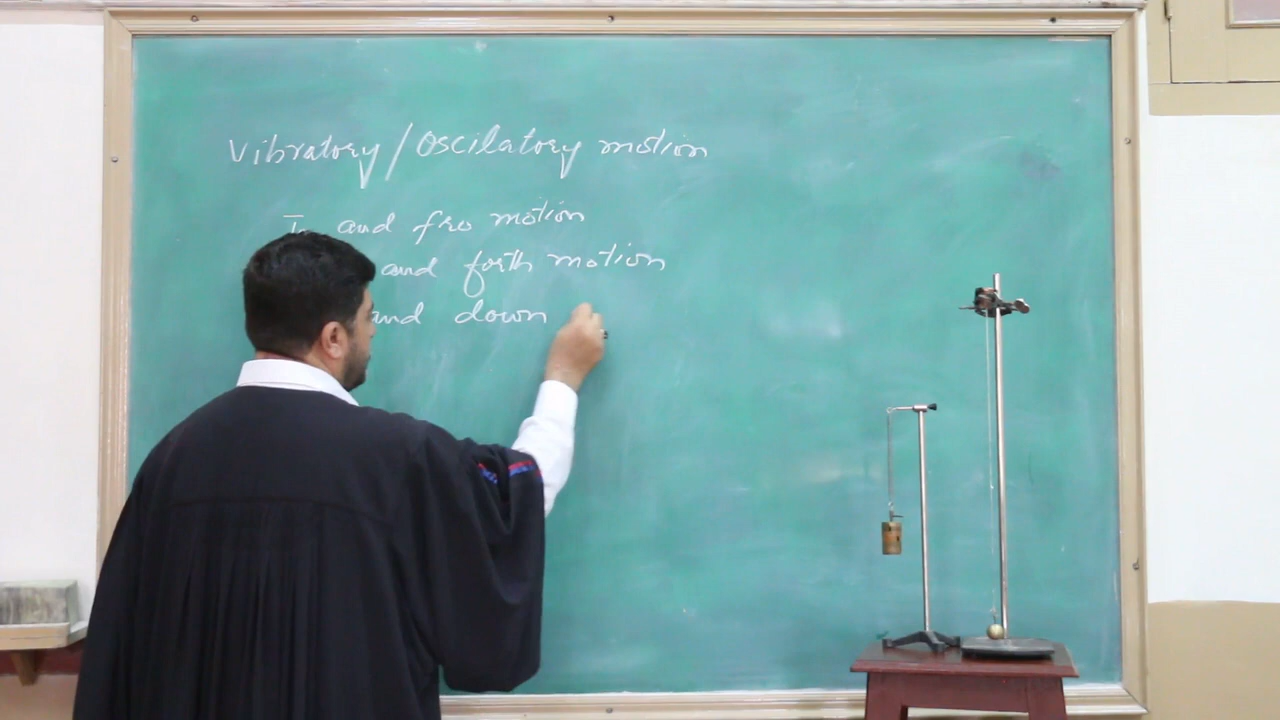 Vibratory/Oscilatory motion
To and fro motion
and forth motion
and down